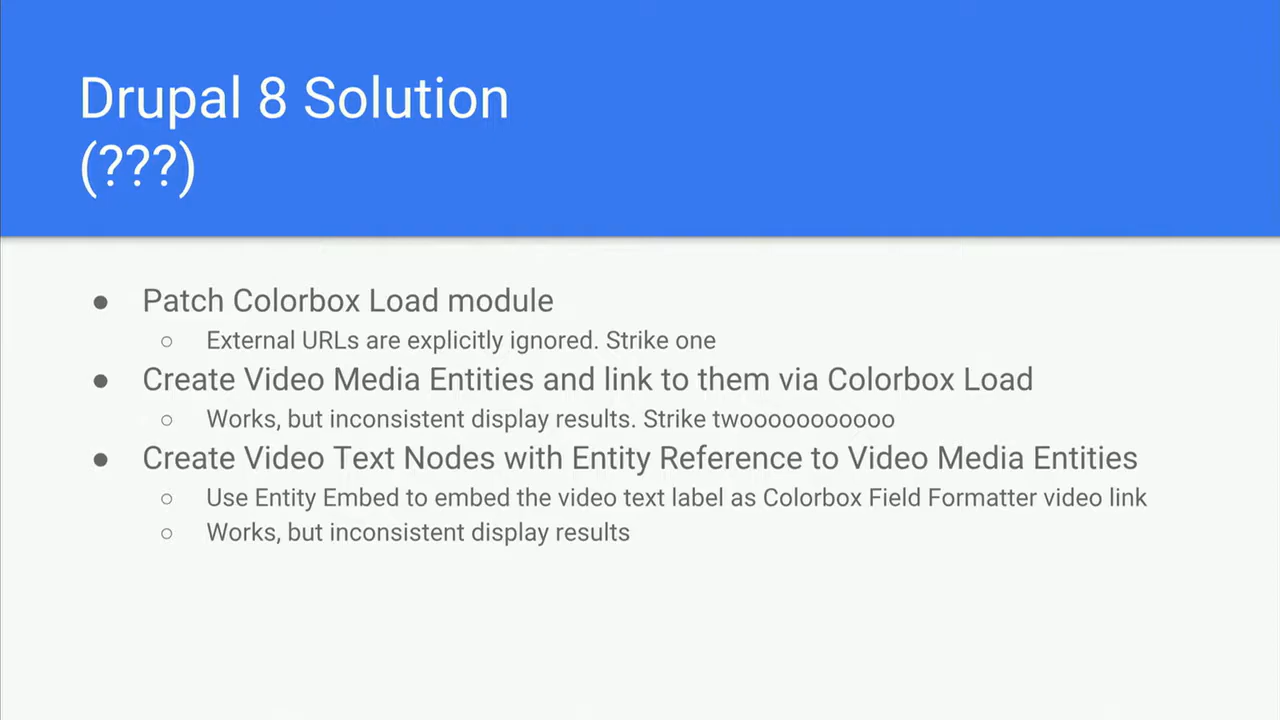 Drupal 8 Solution
(???)
● Patch Colorbox Load module
○ External URLs are explicitly ignored. Strike one
● Create Video Media Entities and link to them via Colorbox Load
○ Works, but inconsistent display results. Strike twooooooooooo
● Create Video Text Nodes with Entity Reference to Video Media Entities
○ Use Entity Embed to embed the video text label as Colorbox Field Formatter video link
○ Works, but inconsistent display results